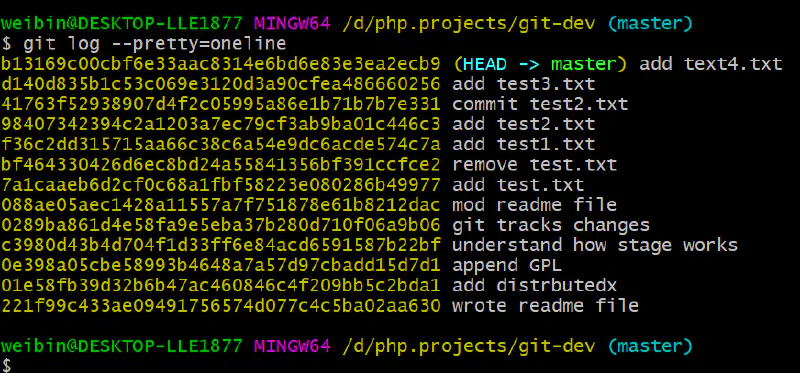 weibin@DESKTOP-LLE1877 MINGW64 /d/php.projects/git-dev (master)
$ git log --pretty=oneline
b13169c00cbf6e33aac8314e6bd6e83e3ea2ecb9 (HEAD -> master) add text4.txt
d140d835b1c53c069e3120d3a90cfea486660256 add test3.txt
41763f52938907d4f2c05995a86e1b71b7b7e331 commit test2.txt
98407342394c2a1203a7ec79cf3ab9ba01c446c3 add test2.txt
f36c2dd315715aa66c38c6a54e9dc6acde574c7a add test1.txt
bf464330426d6ec8bd24a55841356bf391ccfce2 remove test.txt
7a1caaeb6d2cf0c68a1fbf58223e080286b49977 add test.txt
088ae05aec1428a11557a7f751878e61b8212dac mod readme file
0289ba861d4e58fa9e5eba37b280d710f06a9b06 git tracks changes
c3980d43b4d704f1d33ff6e84acd6591587b22bf understand how stage works
0e398a05cbe58993b4648a7a57d97cbadd15d7d1 append GPL
01e58fb39d32b6b47ac460846c4f209bb5c2bda1 add distrbutedx
221f99c433ae09491756574d077c4c5ba02aa630 wrote readme file
weibin@DESKTOP-LLE1877 MINGW64 /d/php.projects/git-dev (master)
$